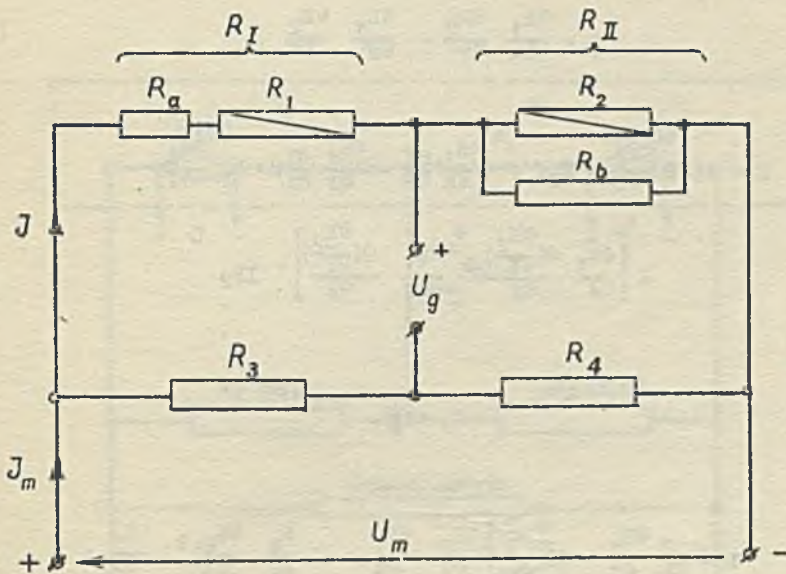 R_I R_II
R_a R_1 R_2
R_b
J +
U_g
R_3 R_4
J_m
+ U_m -